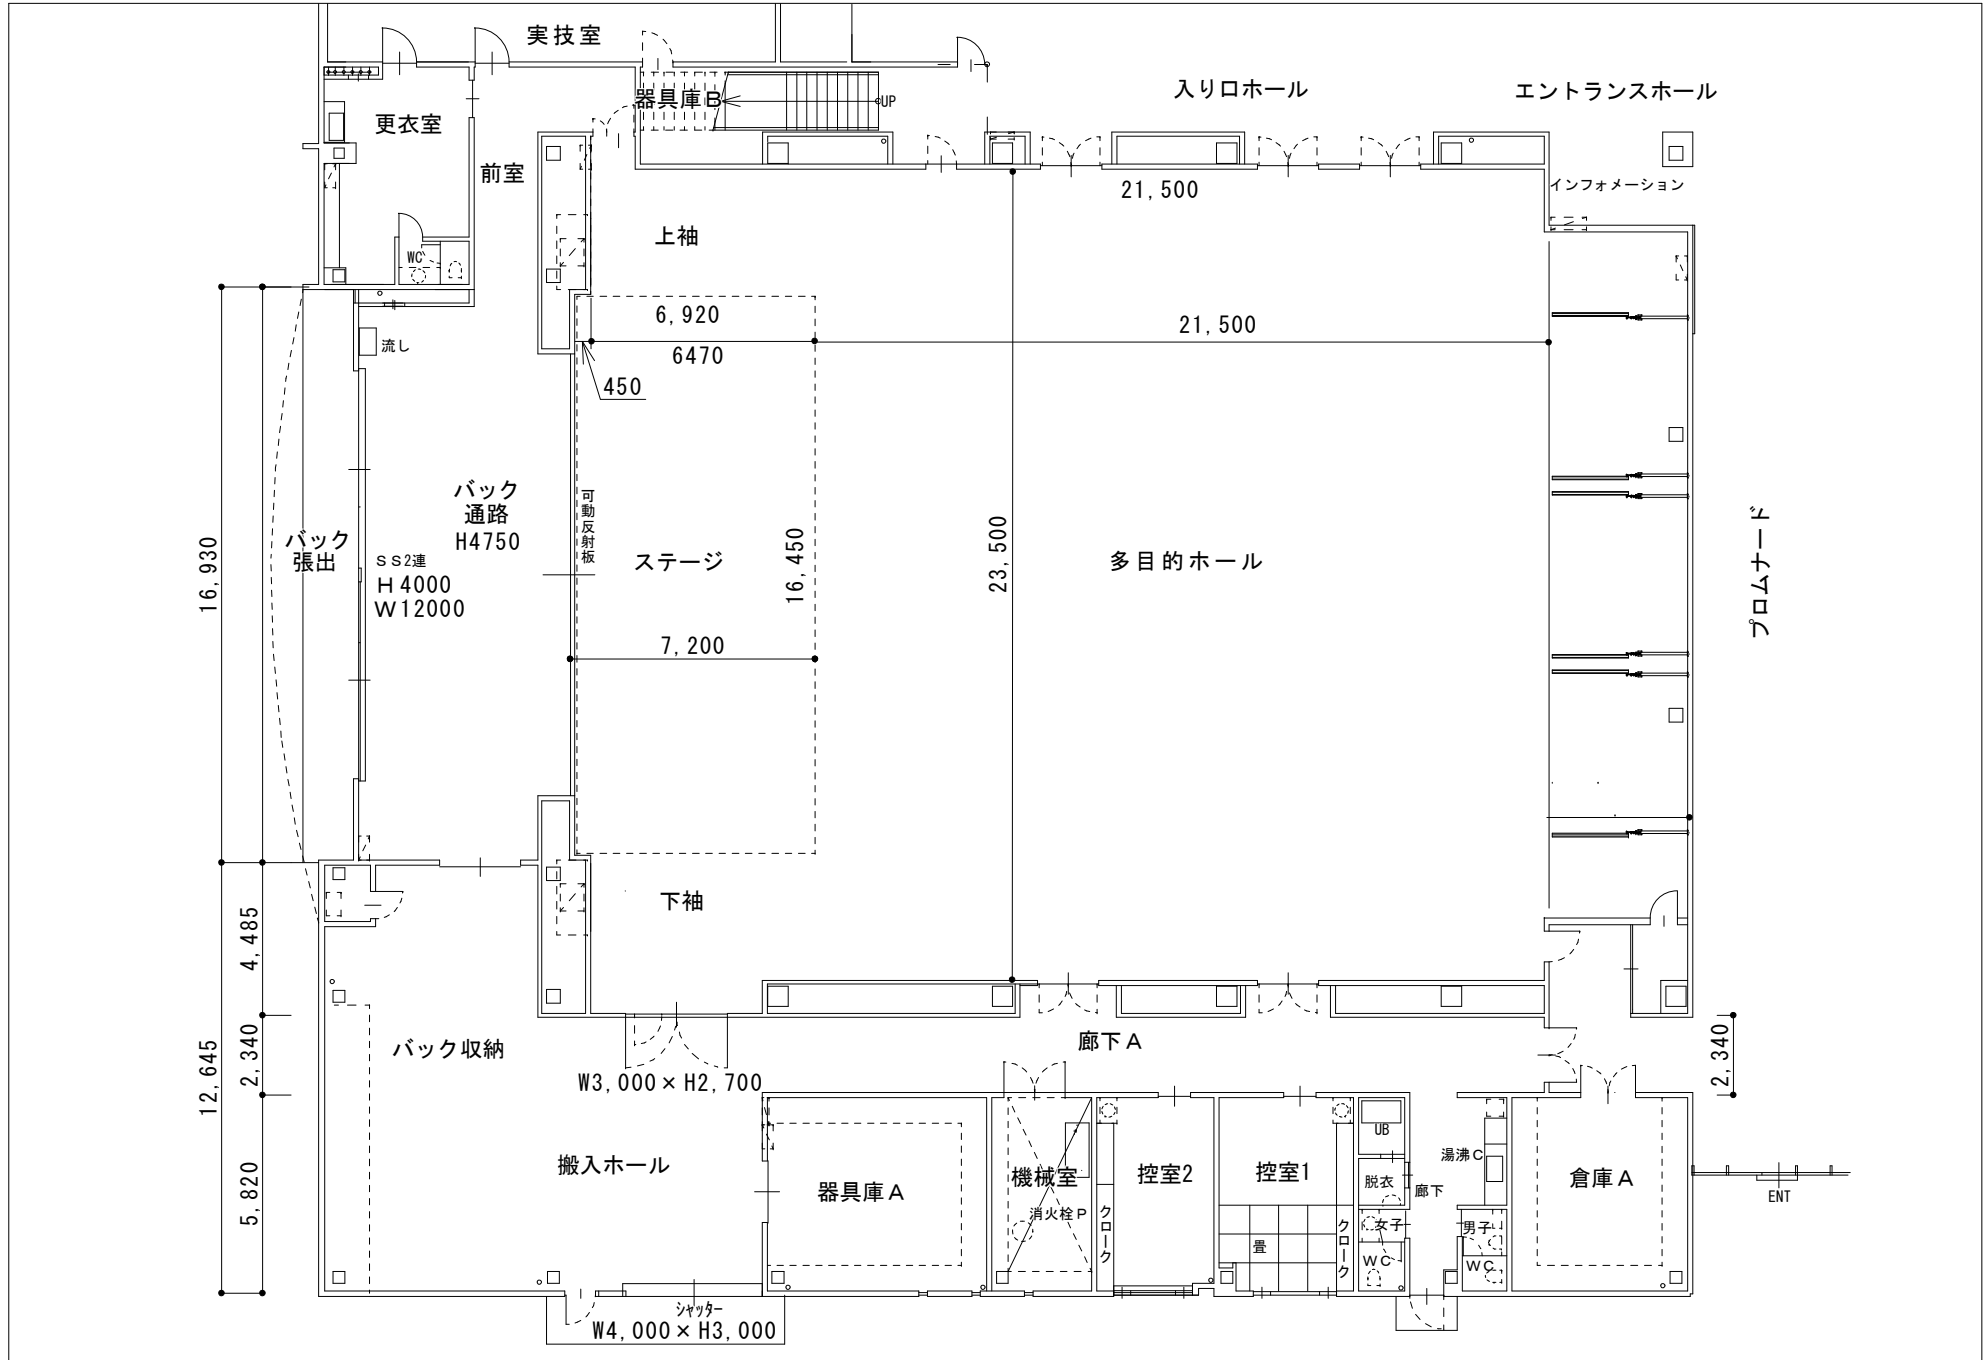 実技室
器具庫B
UP
入り口ホール
エントランスホール
更衣室
前室
WC
インフォメーション
21,500
上袖
6,920
21,500
6470
450
流し
バック
通路
H4750
可動反射板
バック
張出
SS2連
H4000
W12000
ステージ
16,450
23,500
多目的ホール
プロムナード
16,930
7,200
下袖
4,485
2,340
12,645
5,820
バック収納
W3,000×H2,700
廊下A
2,340
搬入ホール
器具庫A
機械室
消火栓P
クローク
控室2
控室1
畳
クローク
UB
脱衣
廊下
湯沸C
女子
WC
男子
WC
倉庫A
ENT
シャッター
W4,000×H3,000